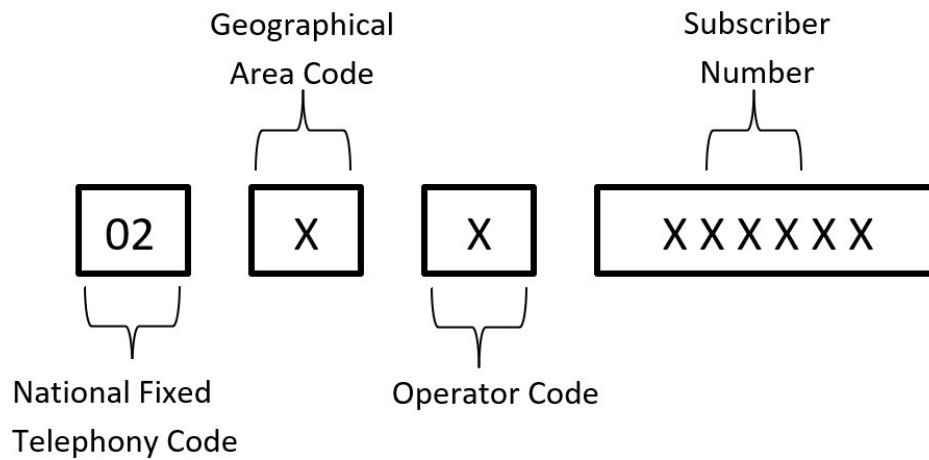 Geographical
Area Code
Subscriber
Number
02 X X X X X X X X
National Fixed
Telephony Code
Operator Code